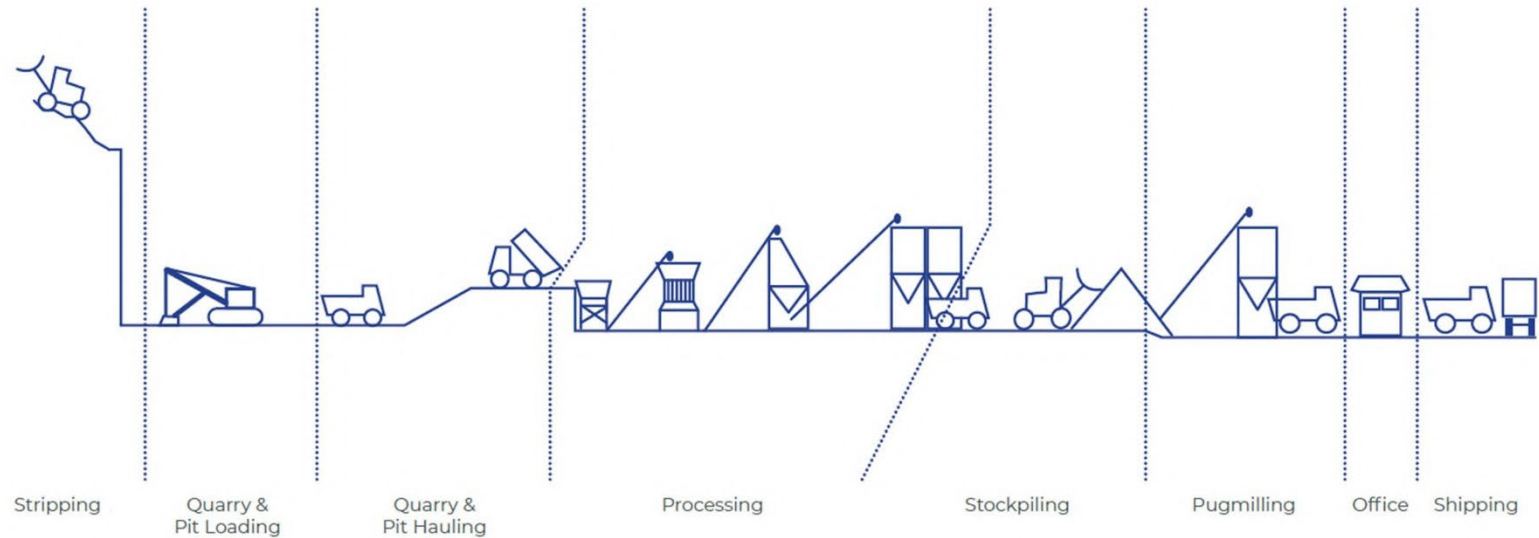 Stripping
Quarry &
Pit Loading
Quarry &
Pit Hauling
Processing
Stockpiling
Pugmilling
Office
Shipping